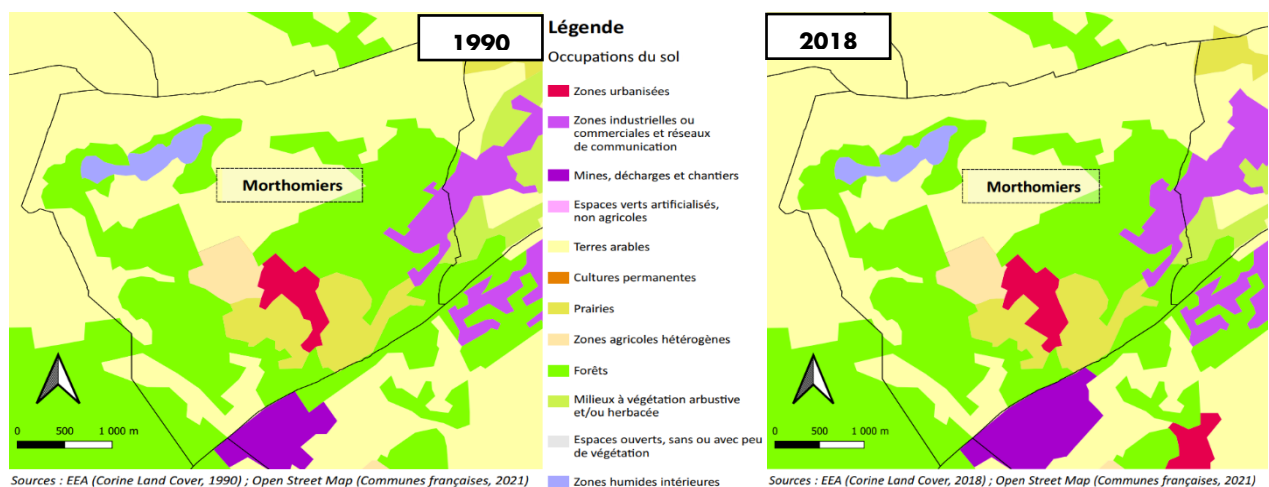 1990
Morthomiers
0 500 1 000 m
Sources : EEA (Corine Land Cover, 1990) ; Open Street Map (Communes françaises, 2021)
Légende
Occupations du sol
Zones urbanisées
Zones industrielles ou
commerciales et réseaux
de communication
Mines, décharges et chantiers
Espaces verts artificialisés,
non agricoles
Terres arables
Cultures permanentes
Prairies
Zones agricoles hétérogènes
Forêts
Milieux à végétation arbustive
et/ou herbacée
Espaces ouverts, sans ou avec peu
de végétation
Zones humides intérieures
2018
Morthomiers
0 500 1 000 m
Sources : EEA (Corine Land Cover, 2018) ; Open Street Map (Communes françaises, 2021)